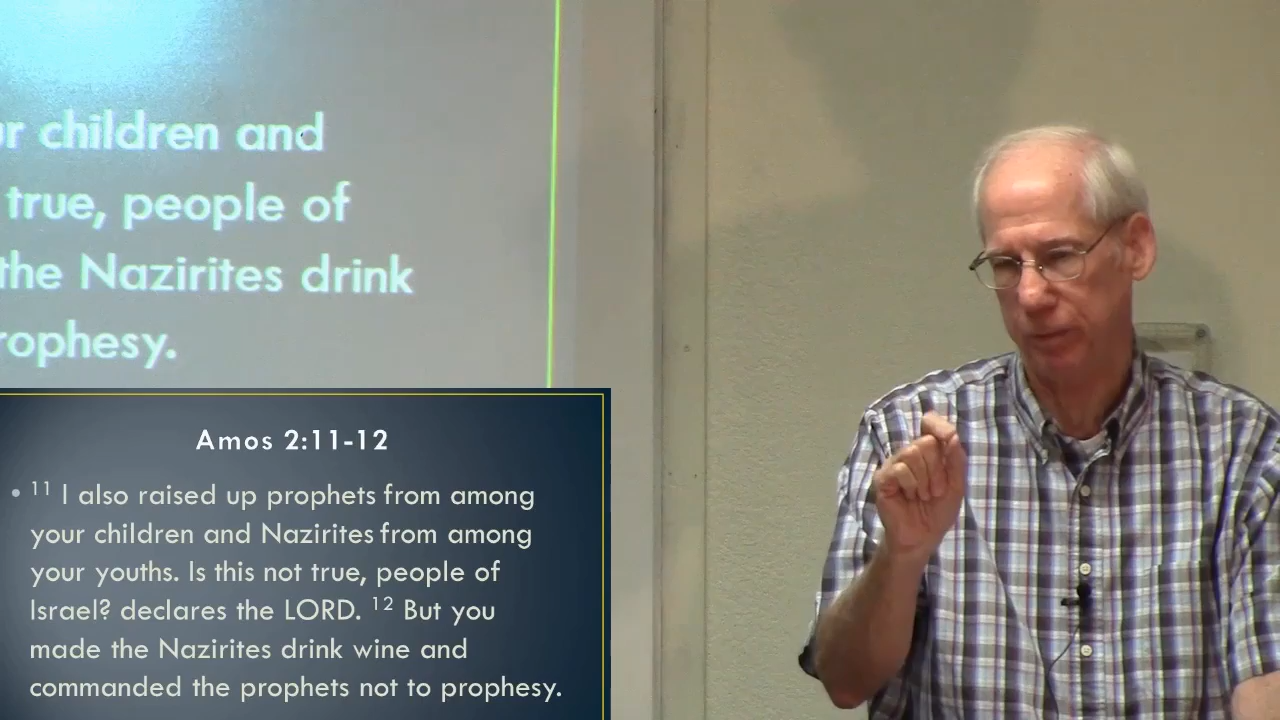 ur children and
true, people of
the Nazirites drink
rophesy.
Amos 2:11-12
• 11 I also raised up prophets from among
your children and Nazirites from among
your youths. Is this not true, people of
Israel? declares the LORD. 12 But you
made the Nazirites drink wine and
commanded the prophets not to prophesy.